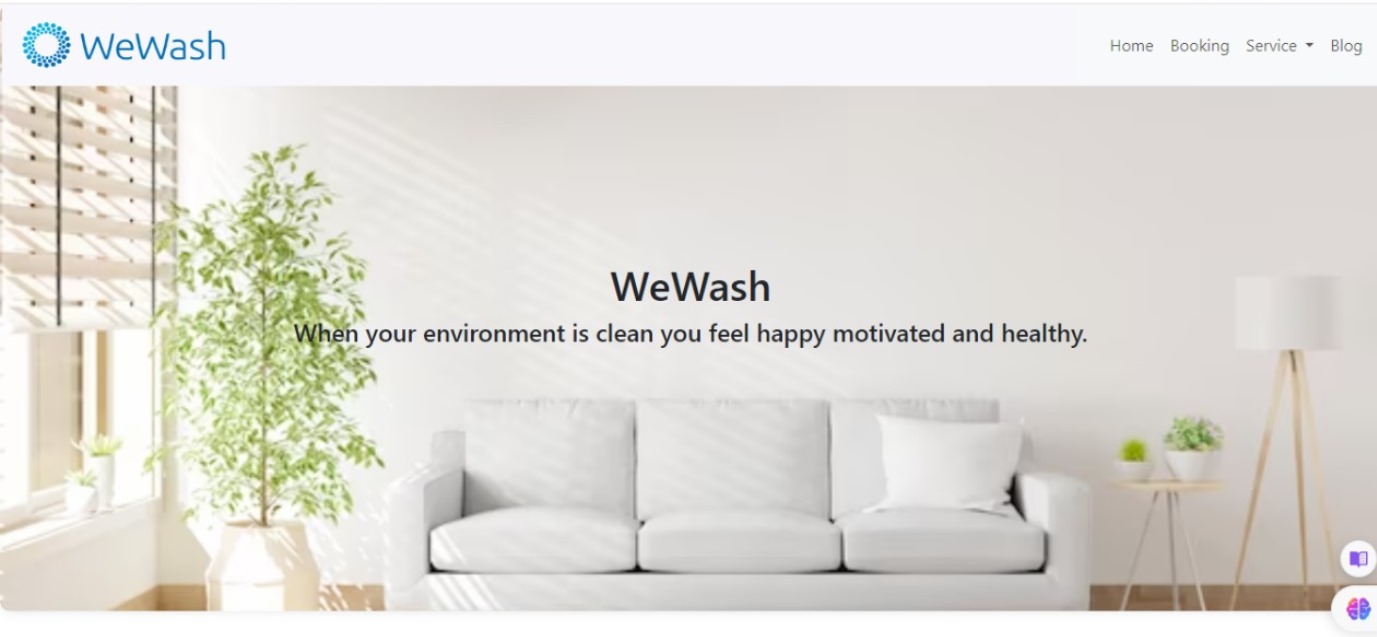 WeWash
Home Booking Service Blog
WeWash
When your environment is clean you feel happy motivated and healthy.